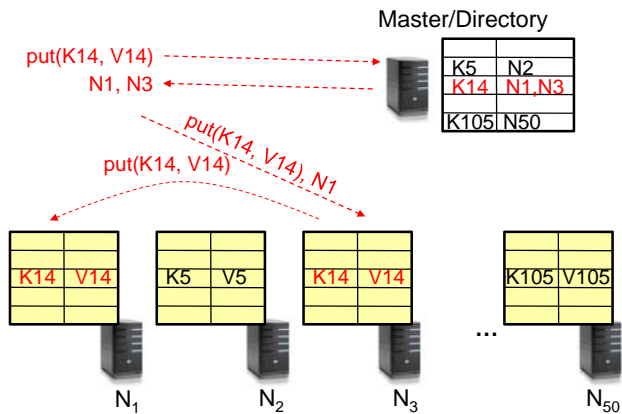 Master/Directory
put(K14, V14)
N1, N3
K5 N2
K14 N1,N3
K105 N50
put(K14, V14), N1
put(K14, V14)
K14 V14
K5 V5
K14 V14
K105 V105
...
N1
N2
N3
N50